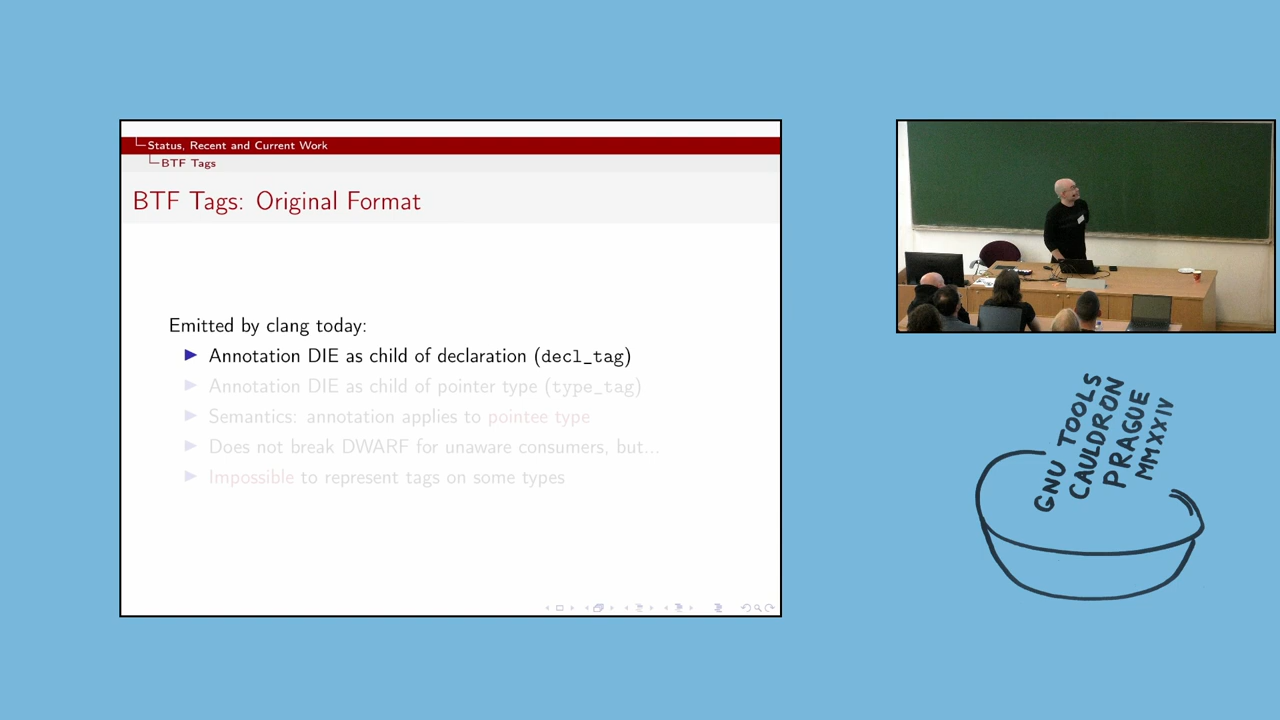 Status, Recent and Current Work
BTF Tags
BTF Tags: Original Format
Emitted by clang today:
Annotation DIE as child of declaration (decl_tag)
Annotation DIE as child of pointer type (type_tag)
Semantics: annotation applies to pointee type
Does not break DWARF for unaware consumers, but...
Impossible to represent tags on some types
GNU TOOLS
CAULDRON
PRAGUE
MMXXIV